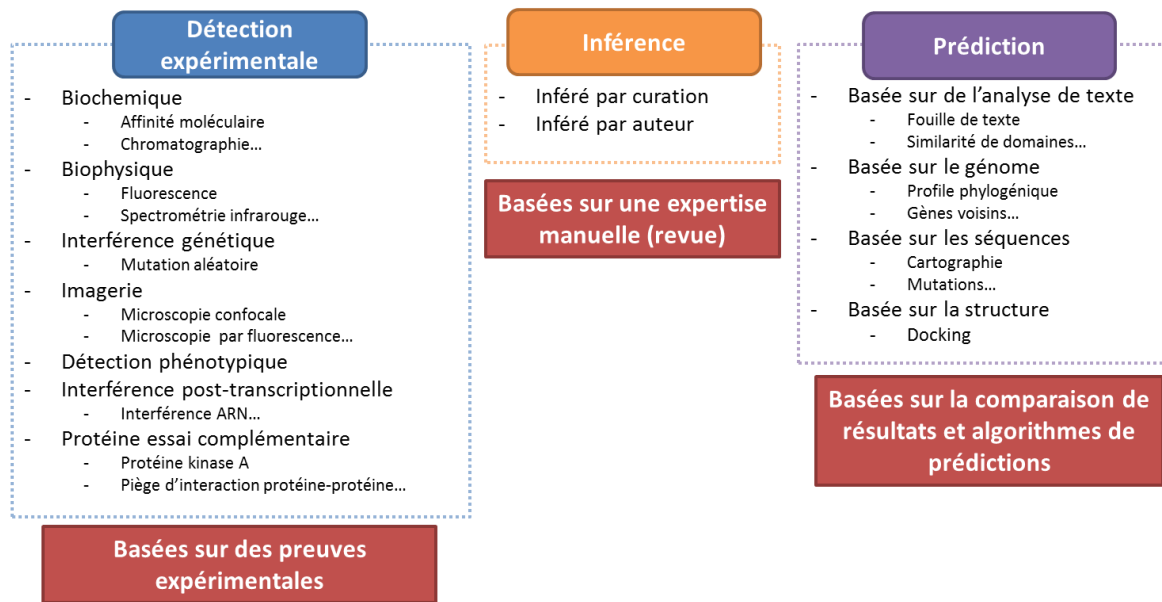 Détection
expérimentale
- Biochemique
- Affinité moléculaire
- Chromatographie…
- Biophysique
- Fluorescence
- Spectrométrie infrarouge…
- Interférence génétique
- Mutation aléatoire
- Imagerie
- Microscopie confocale
- Microscopie par fluorescence…
- Détection phénotypique
- Interférence post-transcriptionnelle
- Interférence ARN…
- Protéine essai complémentaire
- Protéine kinase A
- Piège d’interaction protéine-protéine…
Basées sur des preuves
expérimentales
Inférence
- Inféré par curation
- Inféré par auteur
Basées sur une expertise
manuelle (revue)
Prédiction
- Basée sur de l’analyse de texte
- Fouille de texte
- Similarité de domaines…
- Basée sur le génome
- Profile phylogénique
- Gènes voisins…
- Basée sur les séquences
- Cartographie
- Mutations…
- Basée sur la structure
- Docking
Basées sur la comparaison de
résultats et algorithmes de
prédictions